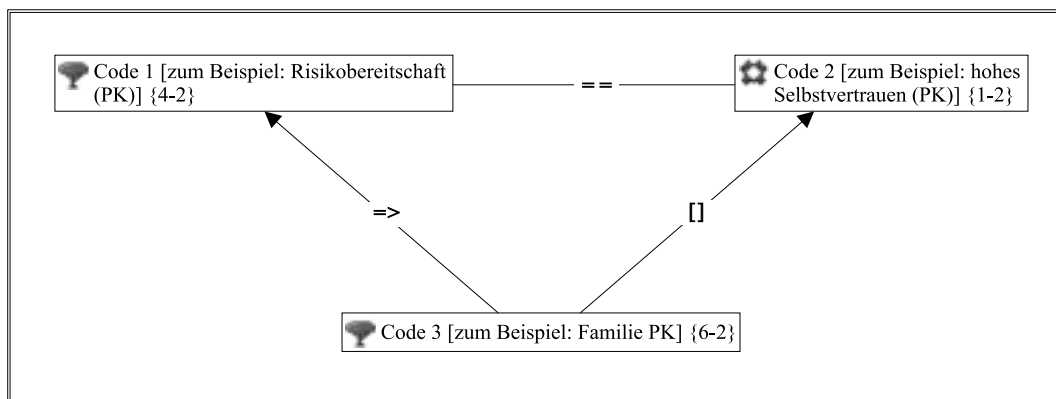 Code 1 [zum Beispiel: Risikobereitschaft
(PK)] {4-2}
==
Code 2 [zum Beispiel: hohes
Selbstvertrauen (PK)] {1-2}
=>
[]
Code 3 [zum Beispiel: Familie PK] {6-2}